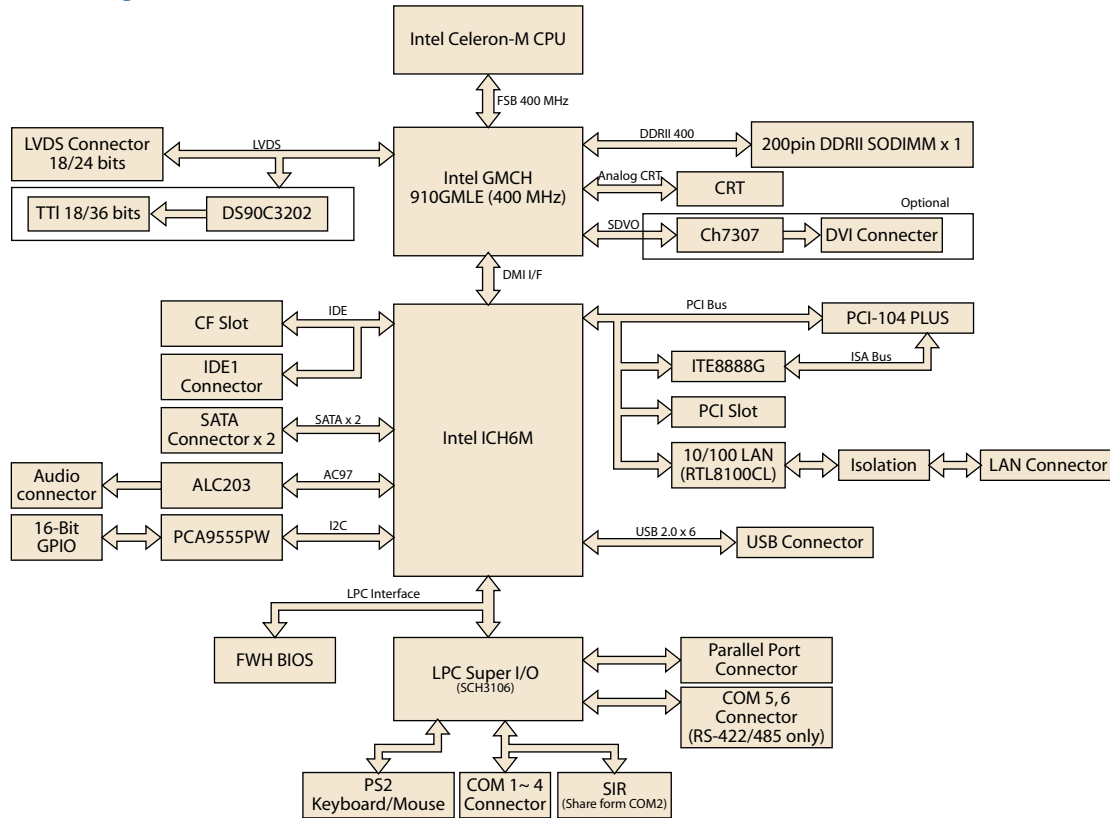 Intel Celeron-M CPU
FSB 400 MHz
LVDS Connector
18/24 bits
LVDS
Intel GMCH
910GMLE (400 MHz)
DDRII 400
200pin DDRII SODIMM x 1
Analog CRT
CRT
Optional
TTl 18/36 bits
DS90C3202
SDVO
Ch7307
DVI Connecter
DMI I/F
CF Slot
IDE
IDE1
Connector
SATA
Connector x 2
SATA x 2
Intel ICH6M
PCI Bus
PCI-104 PLUS
ITE8888G
ISA Bus
PCI Slot
10/100 LAN
(RTL8100CL)
Isolation
LAN Connector
Audio
connector
ALC203
AC97
16-Bit
GPIO
PCA9555PW
I2C
USB 2.0 x 6
USB Connector
LPC Interface
FWH BIOS
LPC Super I/O
(SCH3106)
Parallel Port
Connector
COM 5, 6
Connector
(RS-422/485 only)
PS2
Keyboard/Mouse
COM 1~ 4
Connector
SIR
(Share form COM2)